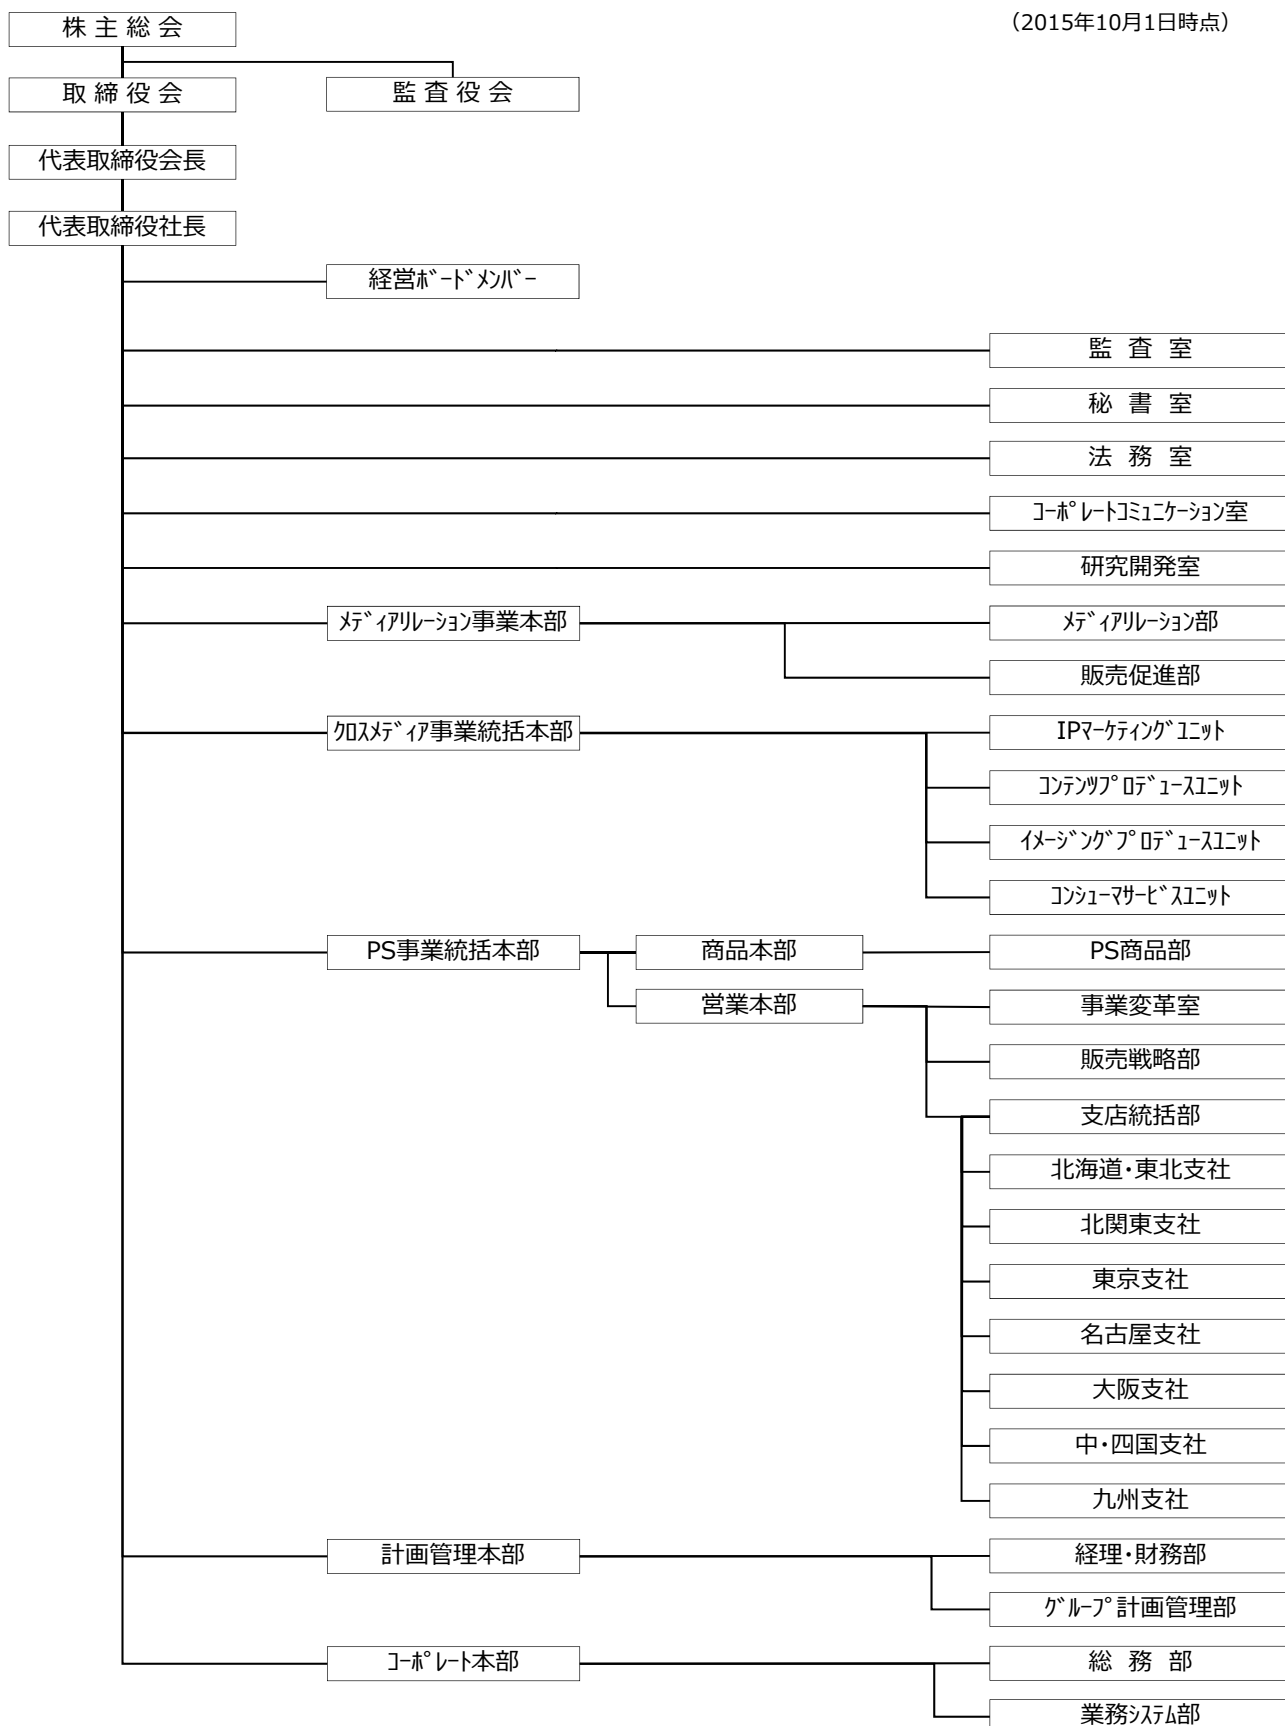 （2015年10月1日時点）
株 主 総 会
取 締 役 会
監 査 役 会
代表取締役会長
代表取締役社長
経営ﾎﾞｰﾄﾞﾒﾝﾊﾞｰ
監 査 室
秘 書 室
法 務 室
ｺｰﾎﾟﾚｰﾄｺﾐｭﾆｹｰｼｮﾝ室
研究開発室
ﾒﾃﾞｨｱﾘﾚｰｼｮﾝ事業本部
ﾒﾃﾞｨｱﾘﾚｰｼｮﾝ部
販売促進部
ｸﾛｽﾒﾃﾞｨｱ事業統括本部
IPﾏｰｹﾃｨﾝｸﾞﾕﾆｯﾄ
ｺﾝﾃﾝﾂﾌﾟﾛﾃﾞｭｰｽﾕﾆｯﾄ
ｲﾒｰｼﾞﾝｸﾞﾌﾟﾛﾃﾞｭｰｽﾕﾆｯﾄ
ｺﾝｼｭｰﾏｻｰﾋﾞｽﾕﾆｯﾄ
PS事業統括本部
商品本部
PS商品部
営業本部
事業変革室
販売戦略部
支店統括部
北海道・東北支社
北関東支社
東京支社
名古屋支社
大阪支社
中・四国支社
九州支社
計画管理本部
経理・財務部
ｸﾞﾙｰﾌﾟ計画管理部
ｺｰﾎﾟﾚｰﾄ本部
総 務 部
業務ｼｽﾃﾑ部